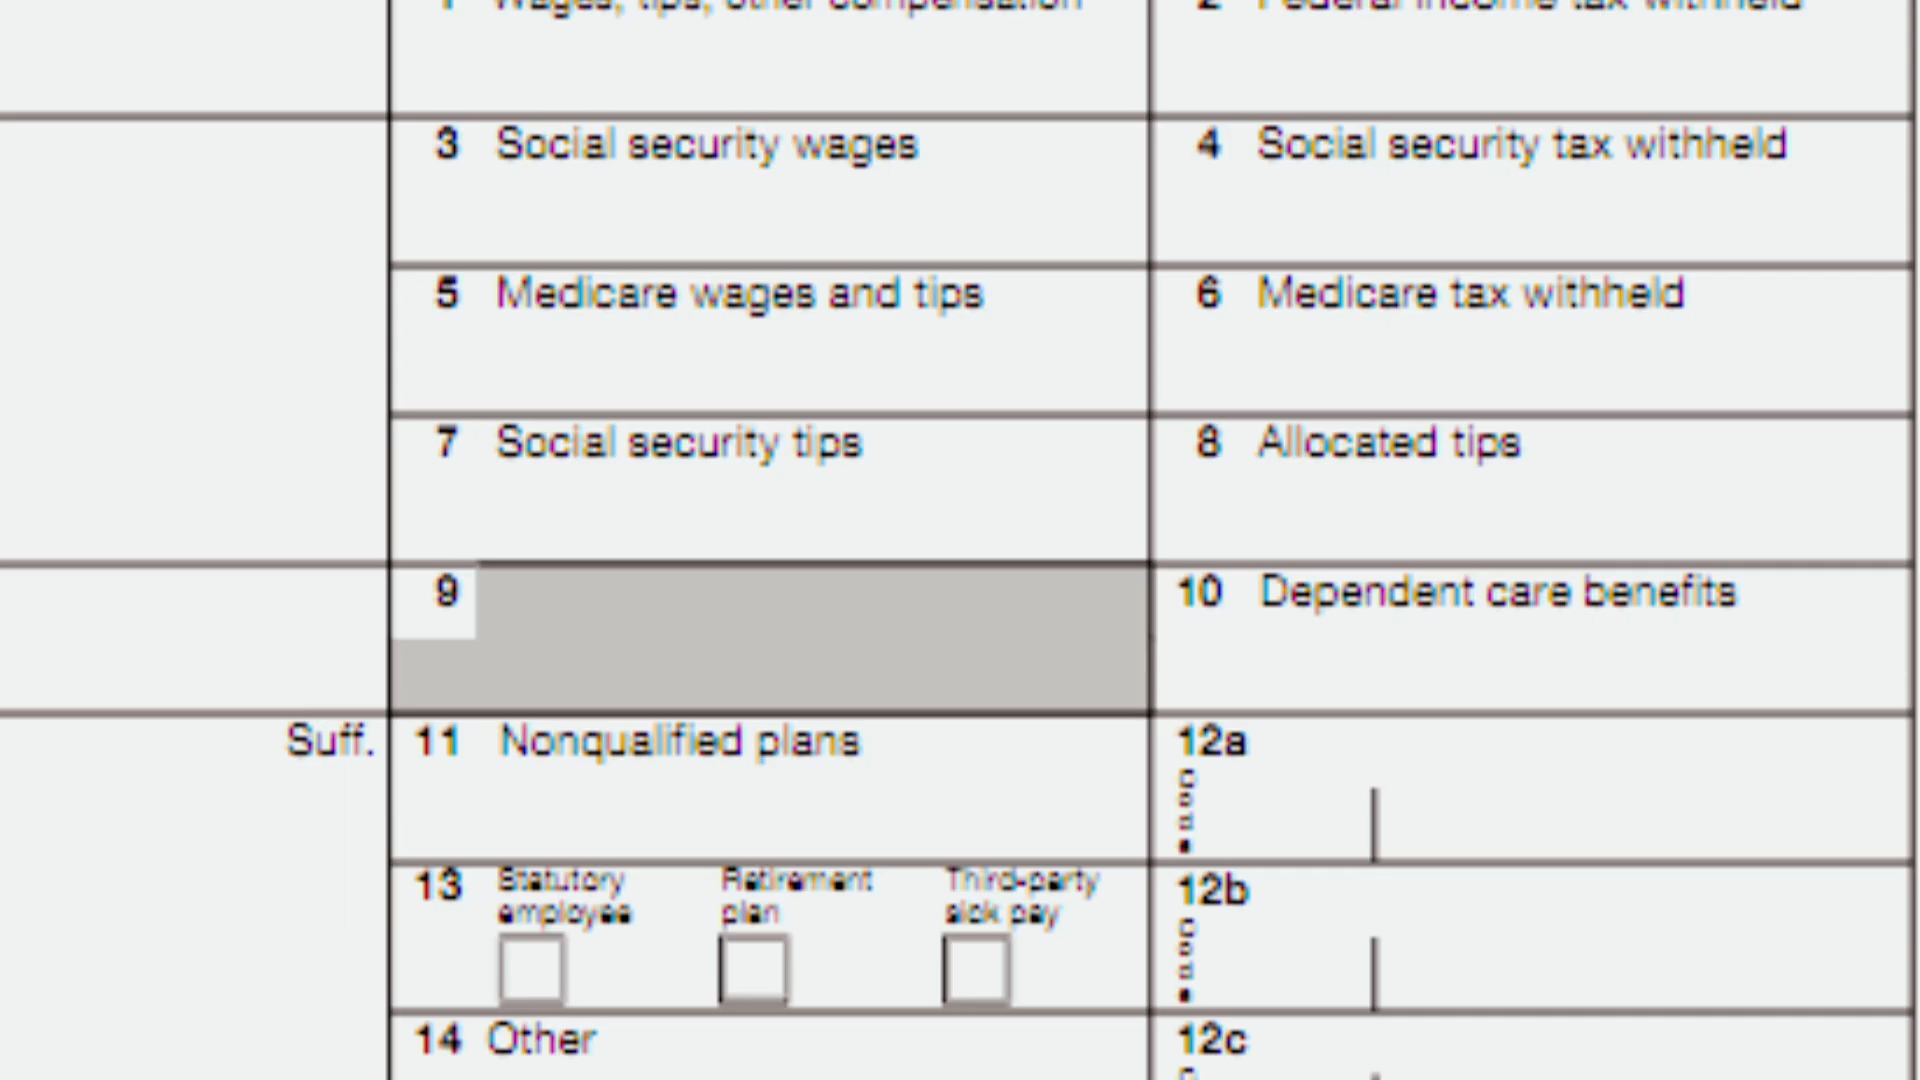 1 Wages, tips, other compensation 2 Federal income tax withheld
3 Social security wages 4 Social security tax withheld
5 Medicare wages and tips 6 Medicare tax withheld
7 Social security tips 8 Allocated tips
9 10 Dependent care benefits
Suff. 11 Nonqualified plans 12a
Code
13 Statutory employee Retirement plan Third-party sick pay 12b
Code
14 Other 12c